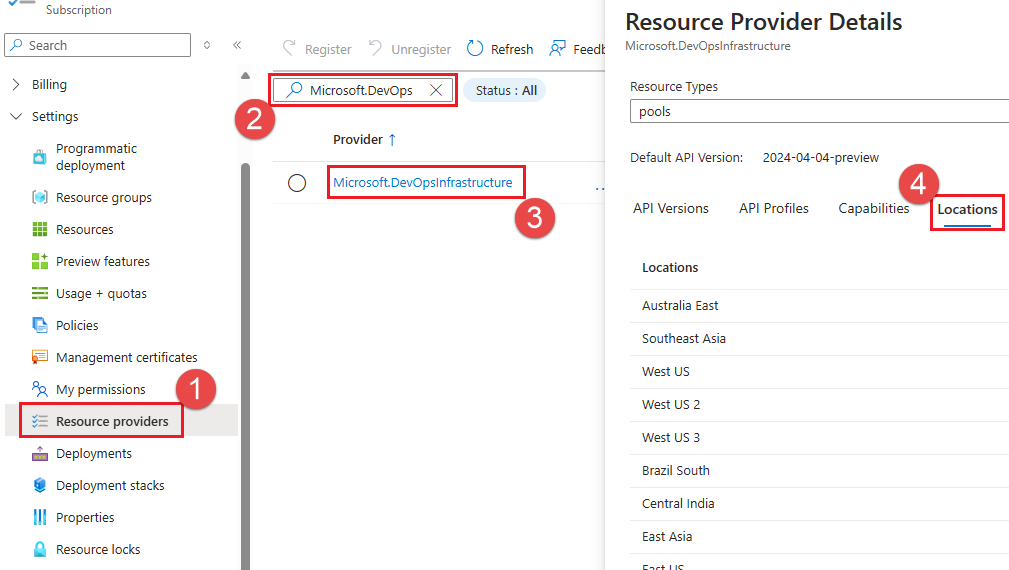 Subscription
Search
Billing
Settings
Programmatic
deployment
Resource groups
Resources
Preview features
Usage + quotas
Policies
Management certificates
My permissions
1
Resource providers
Deployments
Deployment stacks
Properties
Resource locks
Register
Unregister
Refresh
Feedb
Microsoft.DevOps
Status : All
2
Provider ↑
Microsoft.DevOpsInfrastructure
..
3
Resource Provider Details
Microsoft.DevOpsInfrastructure
Resource Types
pools
Default API Version: 2024-04-04-preview
4
API Versions API Profiles Capabilities Locations
Locations
Australia East
Southeast Asia
West US
West US 2
West US 3
Brazil South
Central India
East Asia
East US